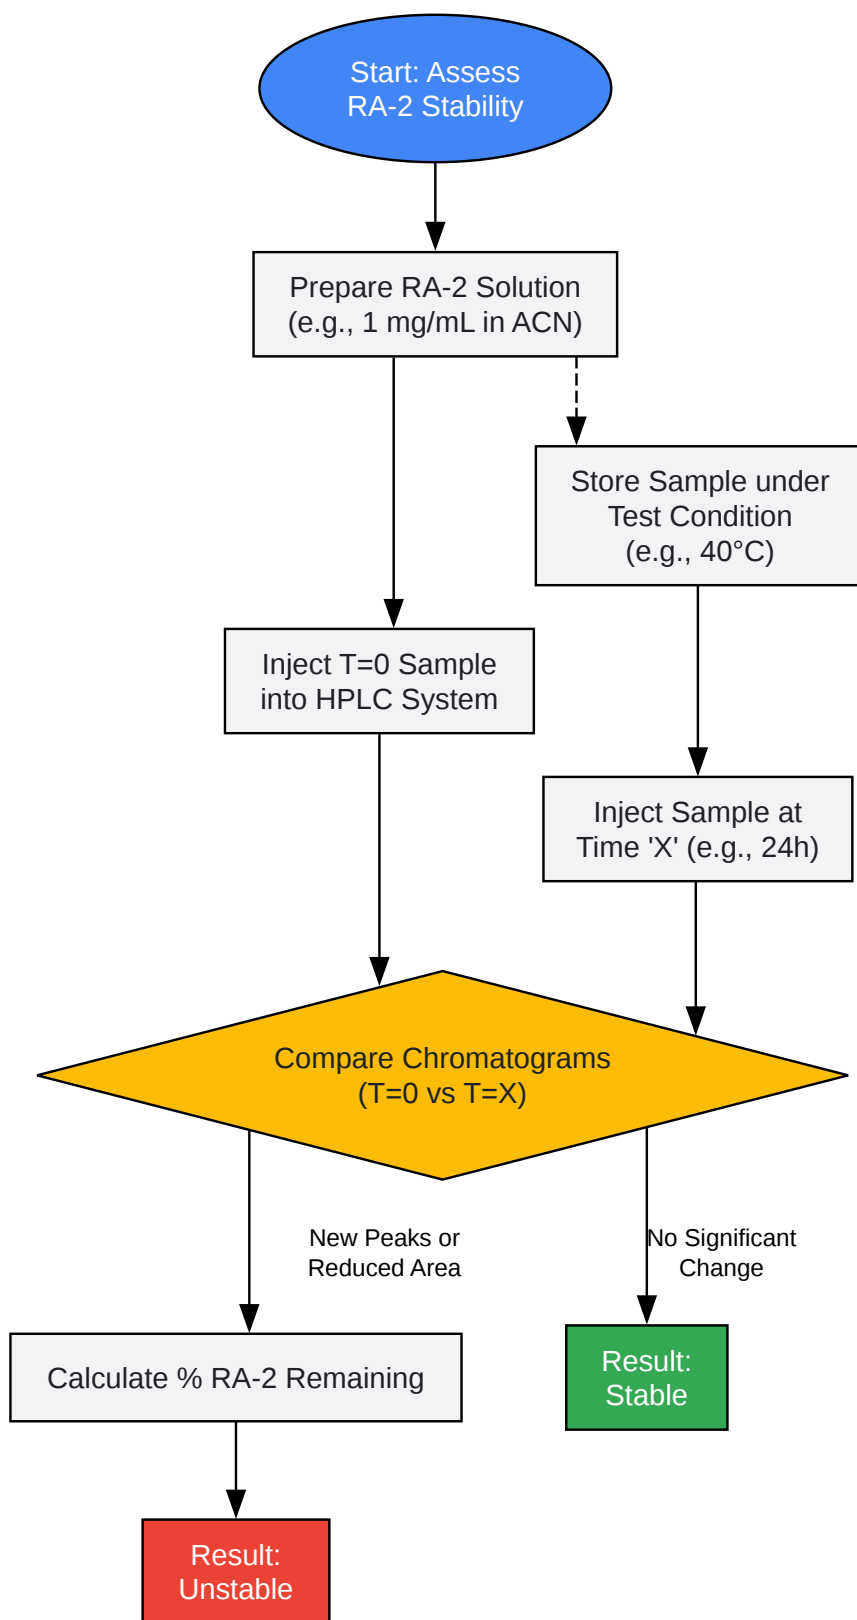 Start: Assess
RA-2 Stability
Prepare RA-2 Solution
(e.g., 1 mg/mL in ACN)
Store Sample under
Test Condition
(e.g., 40°C)
Inject T=0 Sample
into HPLC System
Inject Sample at
Time 'X' (e.g., 24h)
Compare Chromatograms
(T=0 vs T=X)
New Peaks or
Reduced Area
No Significant
Change
Calculate % RA-2 Remaining
Result:
Stable
Result:
Unstable